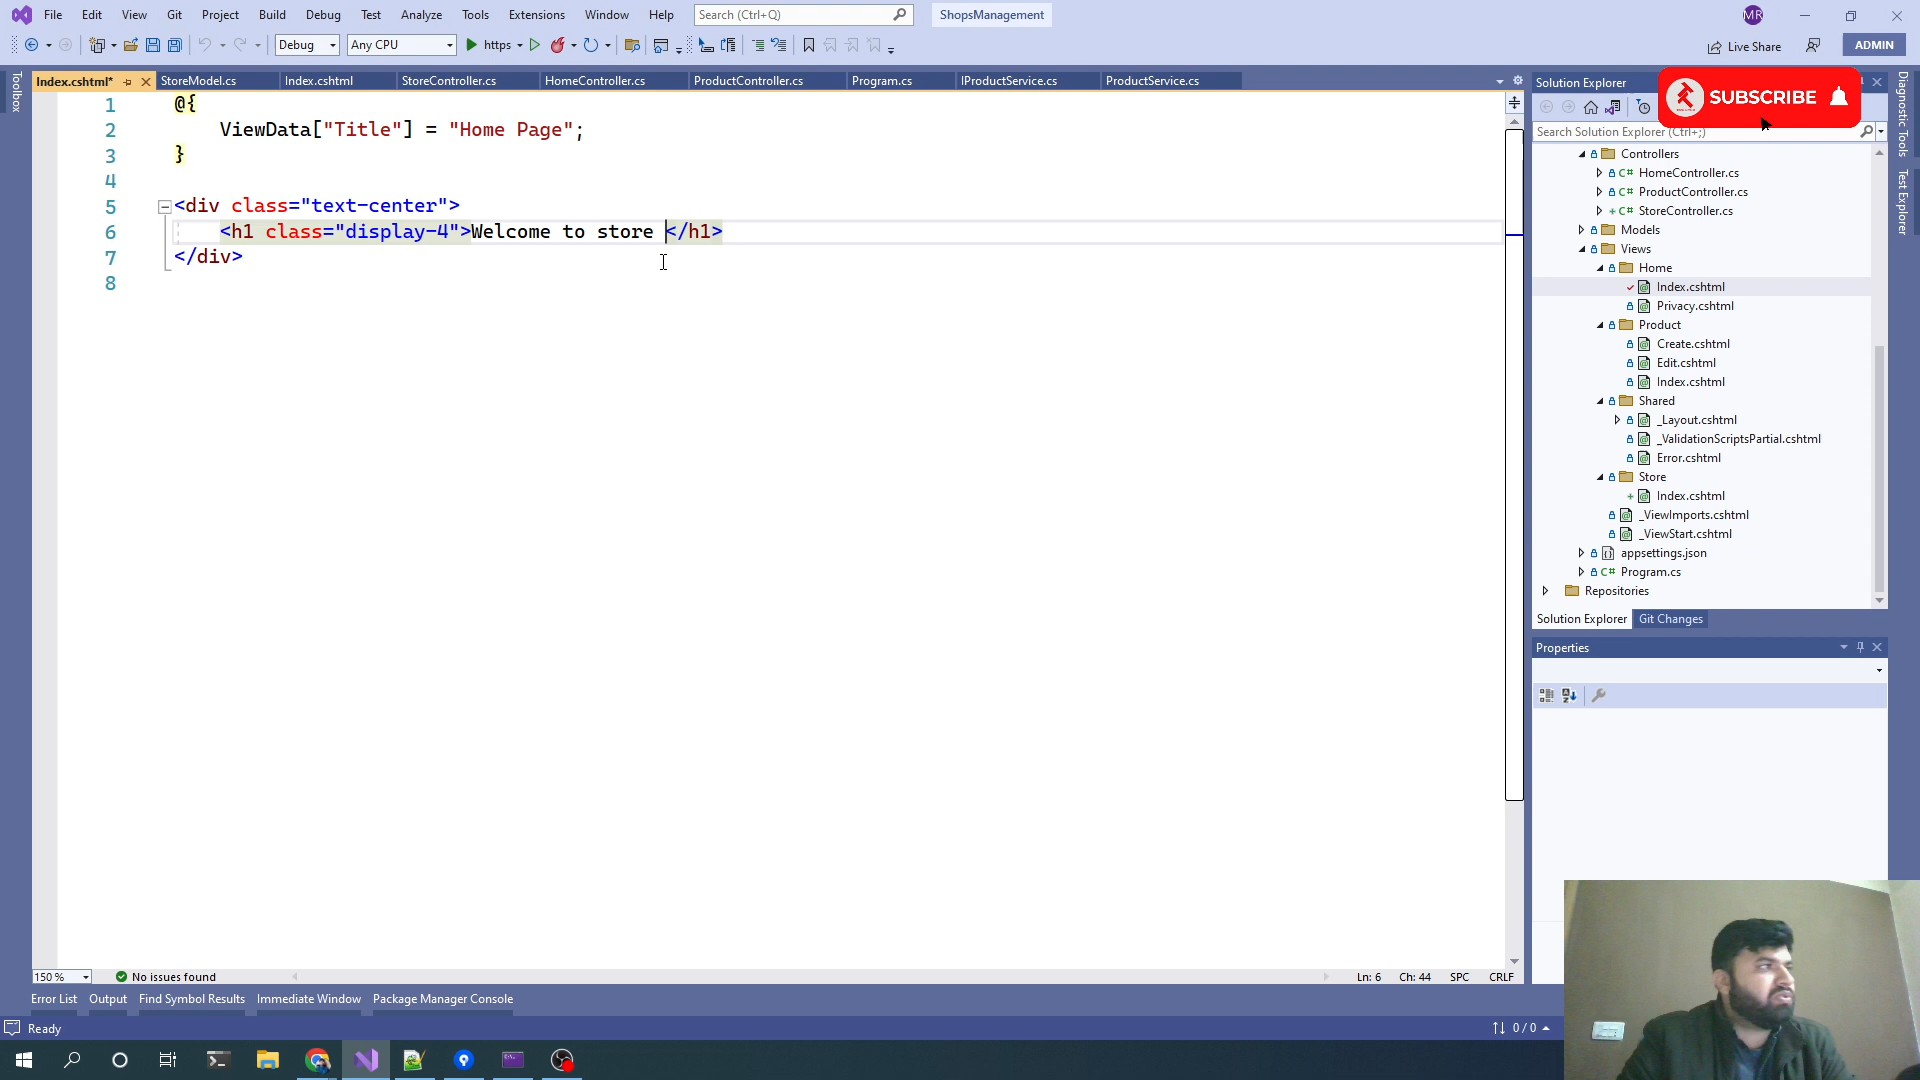 File Edit View Git Project Build Debug Test Analyze Tools Extensions Window Help Search (Ctrl+Q) ShopsManagement MR
Debug Any CPU https Live Share ADMIN
Toolbox
Index.cshtml* StoreModel.cs Index.cshtml StoreController.cs HomeController.cs ProductController.cs Program.cs IProductService.cs ProductService.cs
1 @{
2 ViewData["Title"] = "Home Page";
3 }
4
5 <div class="text-center">
6 <h1 class="display-4">Welcome to store </h1>
7 </div>
8
Solution Explorer
SUBSCRIBE
Search Solution Explorer (Ctrl+;)
Controllers
C# HomeController.cs
C# ProductController.cs
C# StoreController.cs
Models
Views
Home
Index.cshtml
Privacy.cshtml
Product
Create.cshtml
Edit.cshtml
Index.cshtml
Shared
_Layout.cshtml
_ValidationScriptsPartial.cshtml
Error.cshtml
Store
Index.cshtml
_ViewImports.cshtml
_ViewStart.cshtml
appsettings.json
C# Program.cs
Repositories
Solution Explorer Git Changes
Properties
Diagnostic Tools
Test Explorer
150 % No issues found Ln: 6 Ch: 44 SPC CRLF
Error List Output Find Symbol Results Immediate Window Package Manager Console
Ready 0 / 0